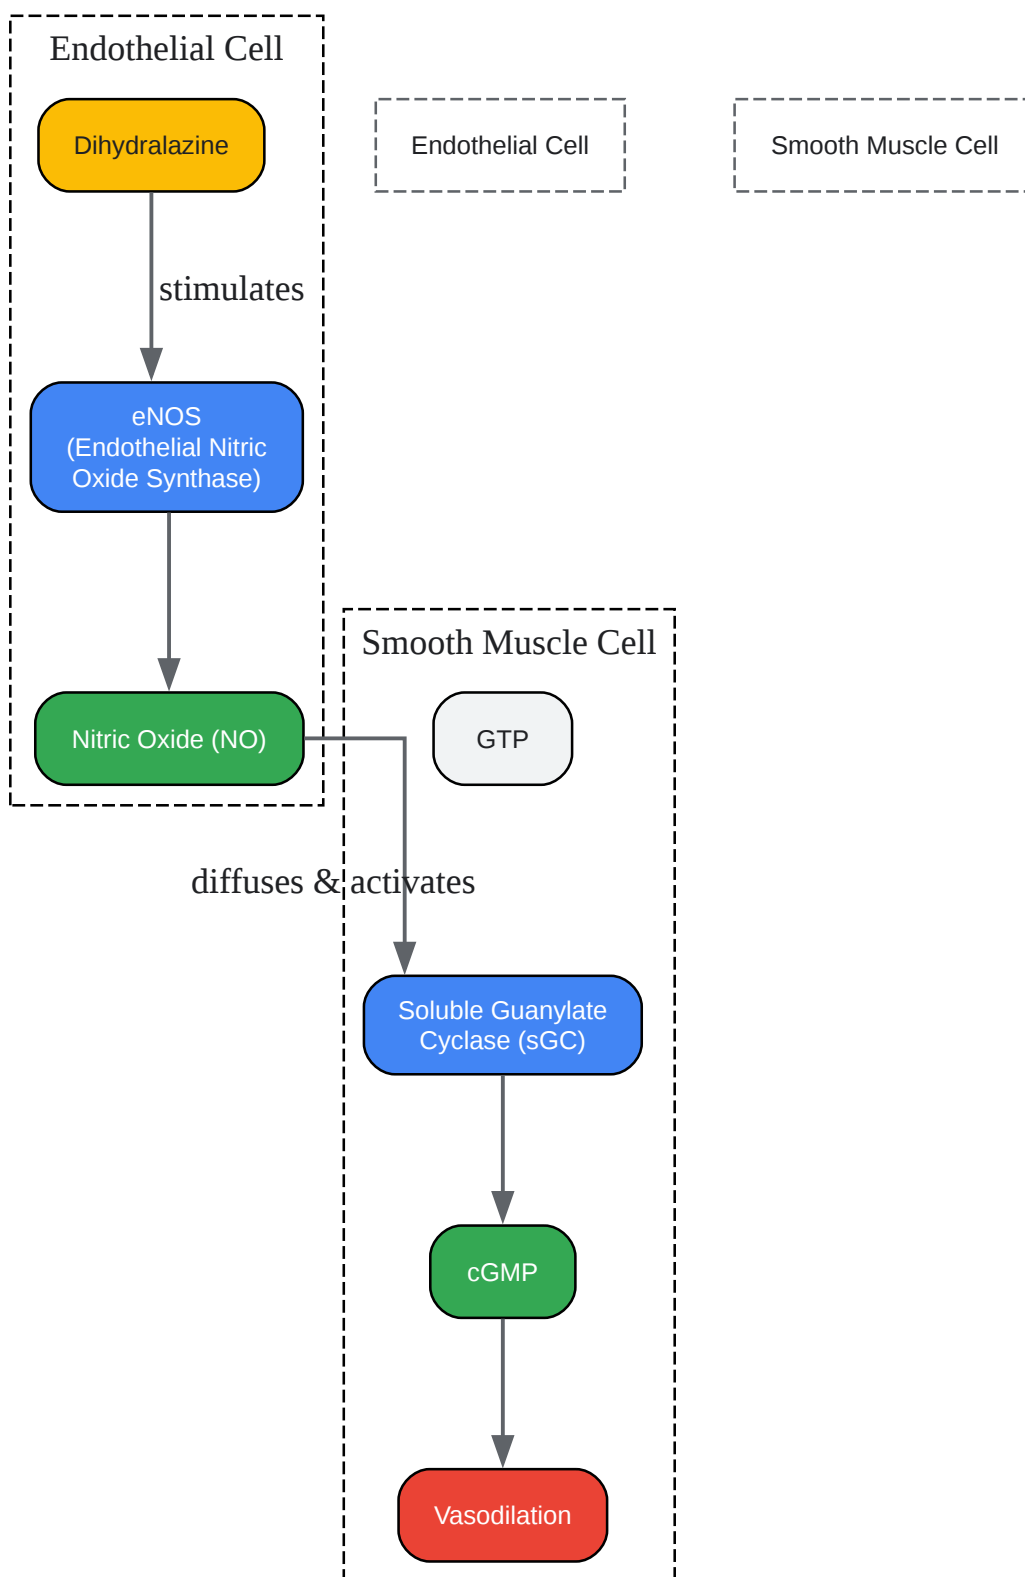 Endothelial Cell
Dihydralazine
Endothelial Cell
Smooth Muscle Cell
stimulates
eNOS
(Endothelial Nitric
Oxide Synthase)
Smooth Muscle Cell
Nitric Oxide (NO)
GTP
diffuses & activates
Soluble Guanylate
Cyclase (sGC)
cGMP
Vasodilation